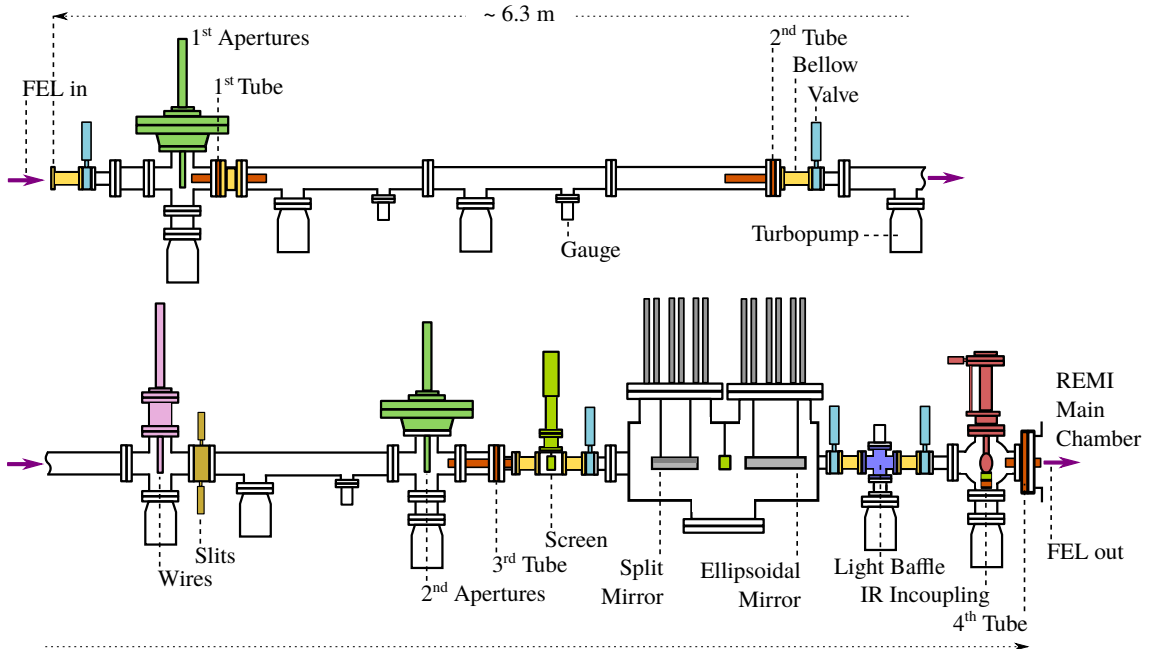 ~ 6.3 m
1st Apertures
2nd Tube
Bellow
FEL in
1st Tube
Valve
Gauge
Turbopump
REMI
Main
Chamber
Slits
Wires
Screen
3rd Tube
2nd Apertures
Split
Mirror
Ellipsoidal
Mirror
Light Baffle
IR Incoupling
FEL out
4th Tube